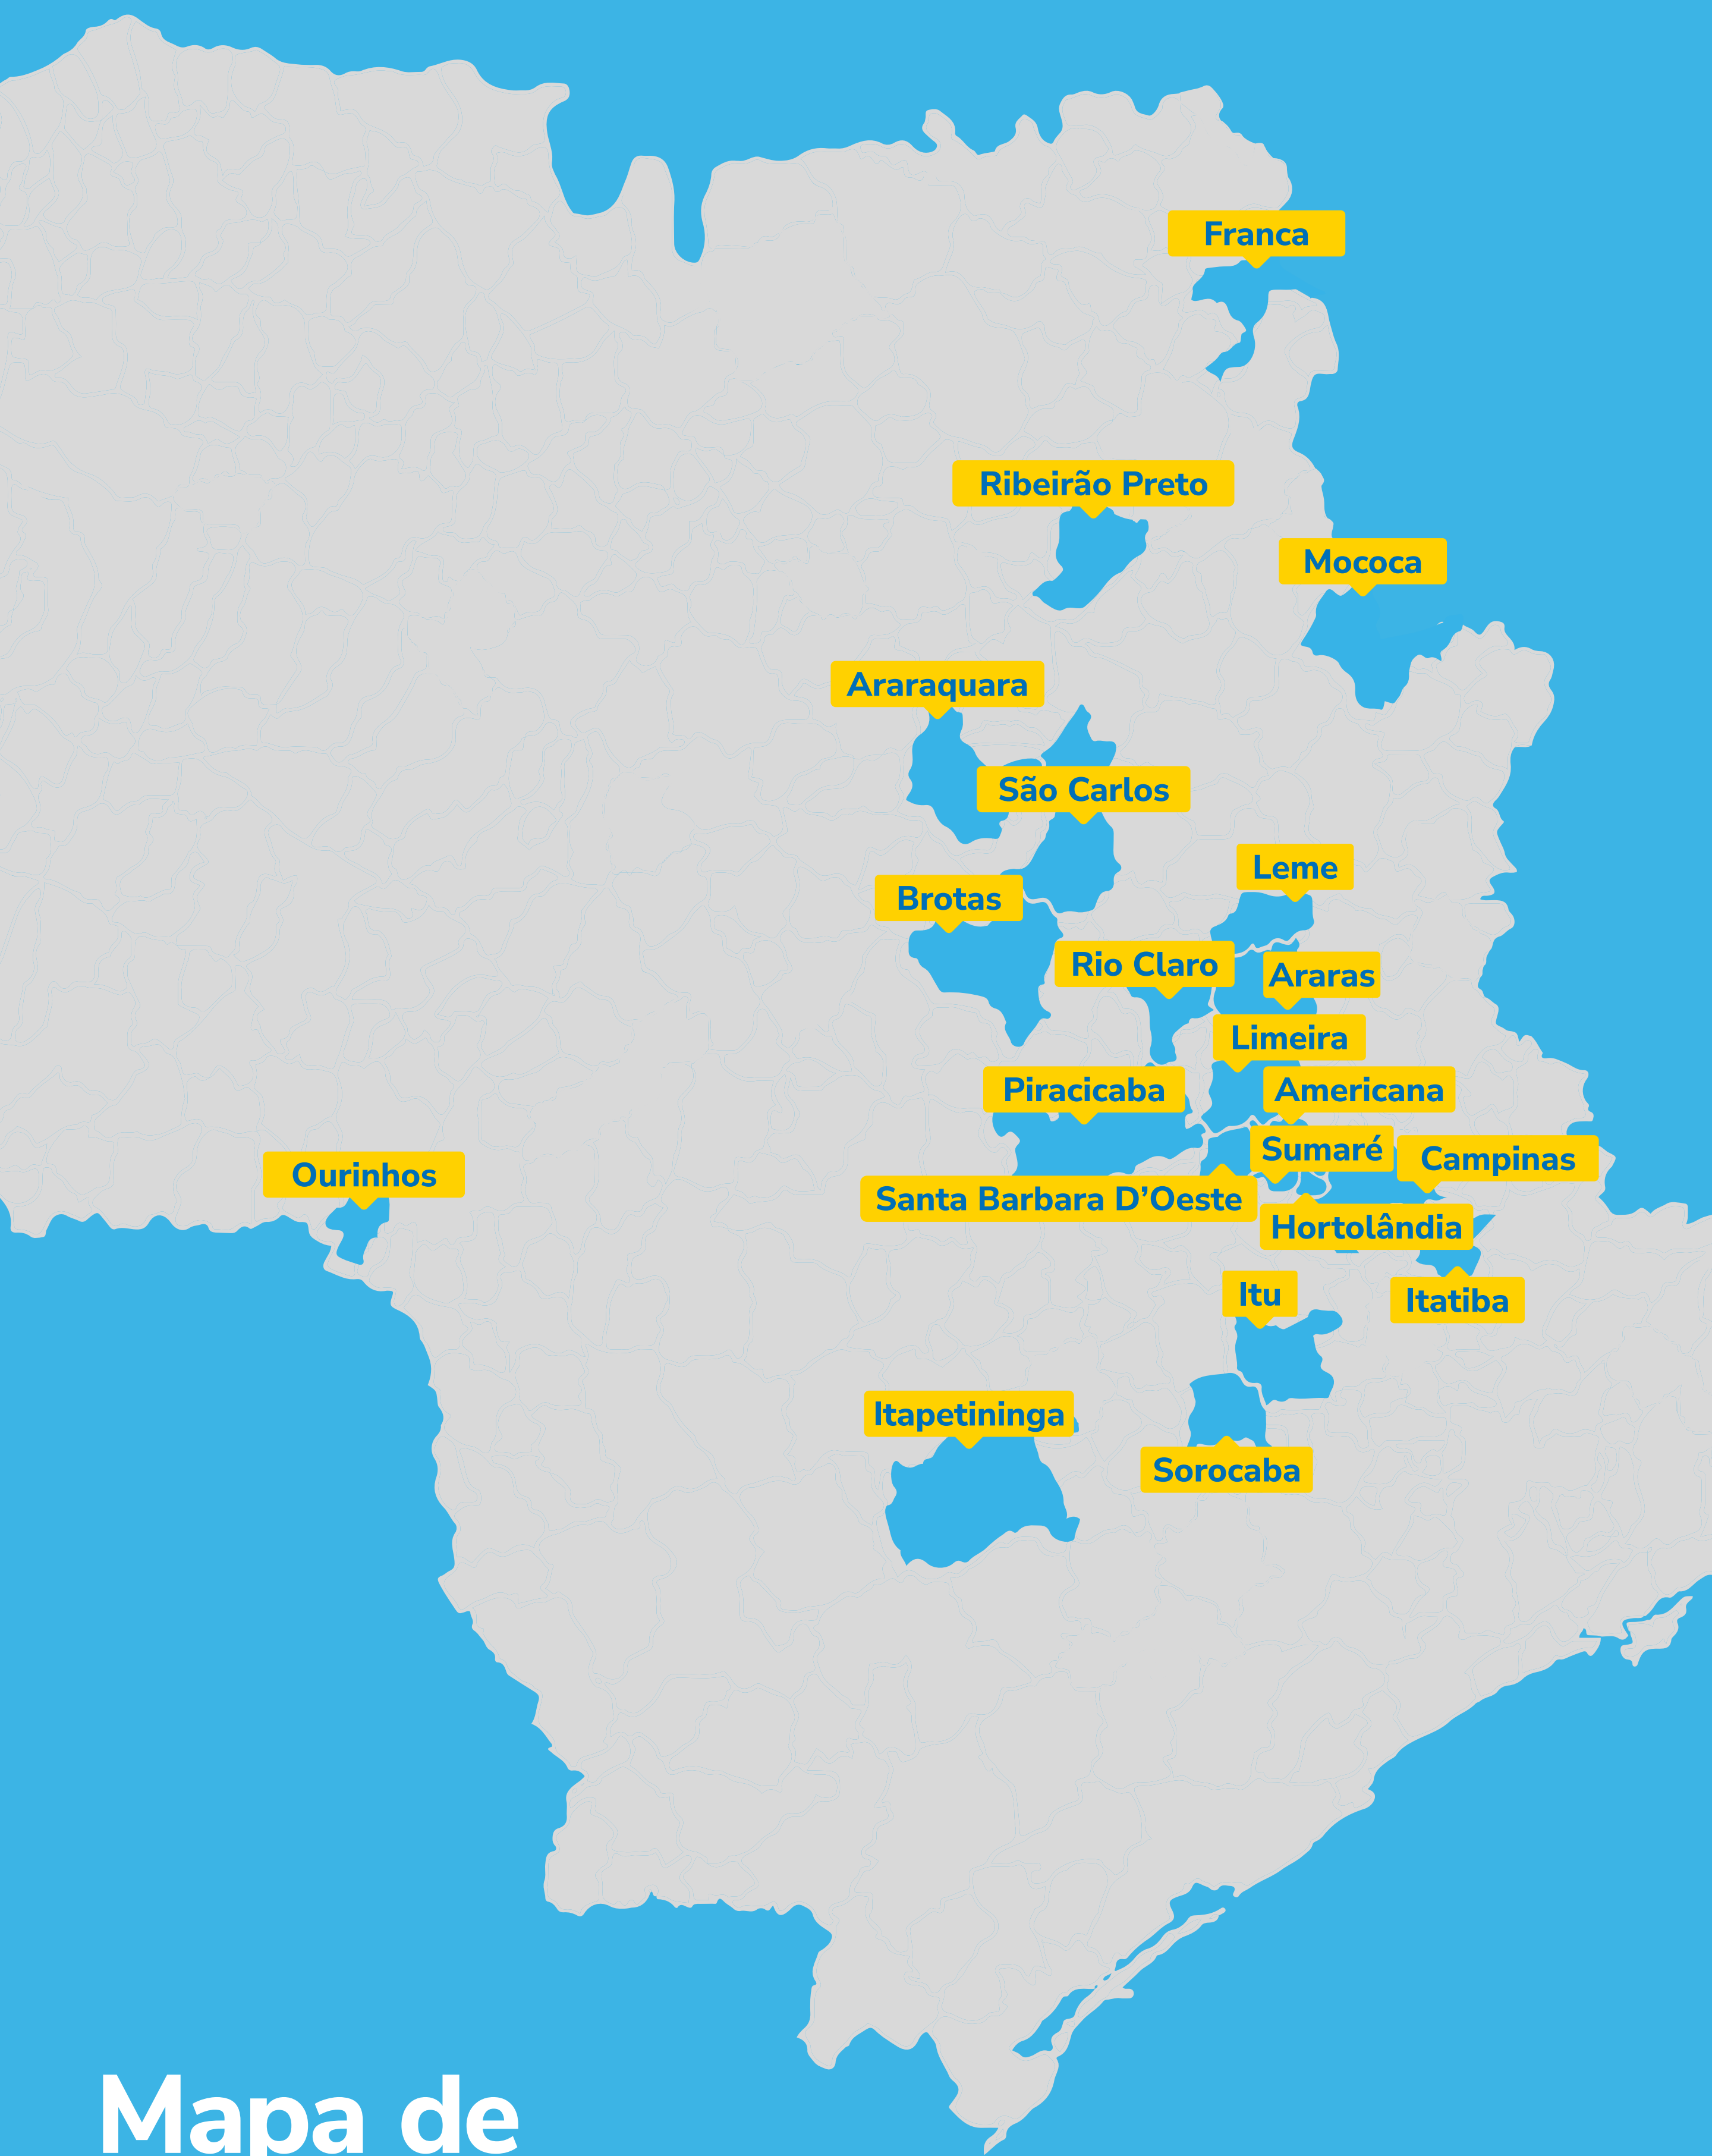 Franca
Ribeirão Preto
Mococa
Araraquara
São Carlos
Leme
Brotas
Rio Claro
Araras
Limeira
Piracicaba
Americana
Sumaré
Campinas
Ourinhos
Santa Barbara D’Oeste
Hortolândia
Itu
Itatiba
Itapetininga
Sorocaba
Mapa de